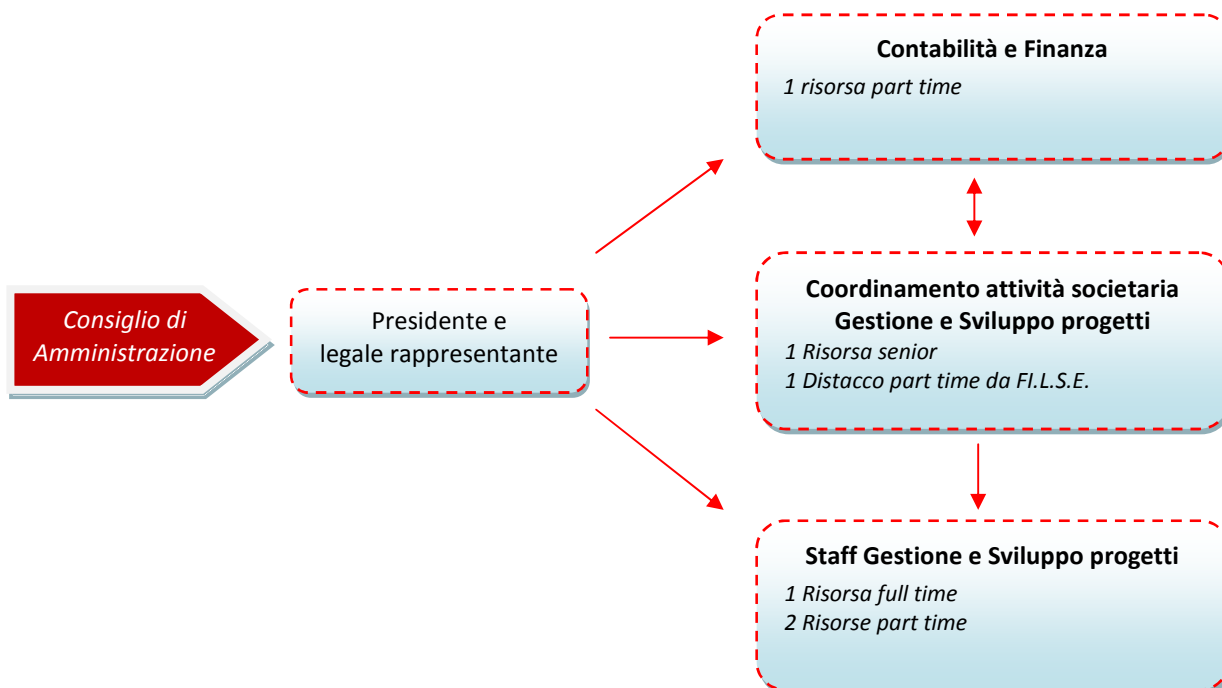 Consiglio di
Amministrazione
Presidente e
legale rappresentante
Contabilità e Finanza
1 risorsa part time
Coordinamento attività societaria
Gestione e Sviluppo progetti
1 Risorsa senior
1 Distacco part time da FI.L.S.E.
Staff Gestione e Sviluppo progetti
1 Risorsa full time
2 Risorse part time